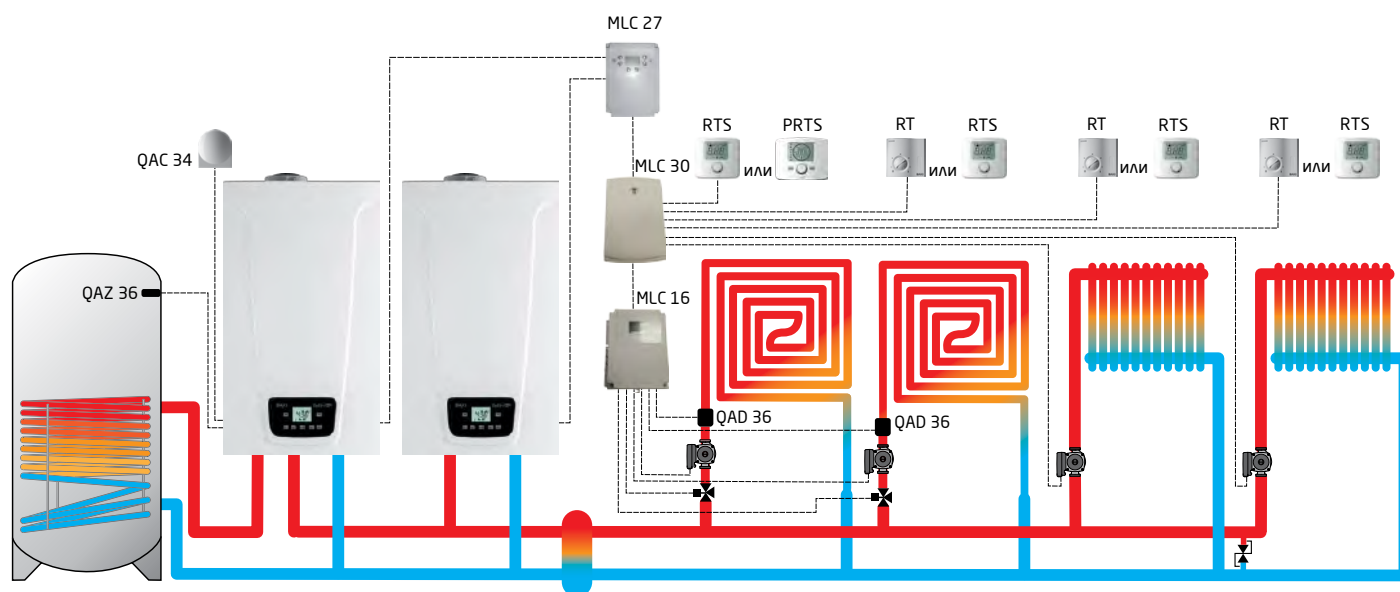 MLC 27
QAC 34
RTS или PRTS
RT или RTS
RT или RTS
RT или RTS
MLC 30
QAZ 36
MLC 16
QAD 36
QAD 36